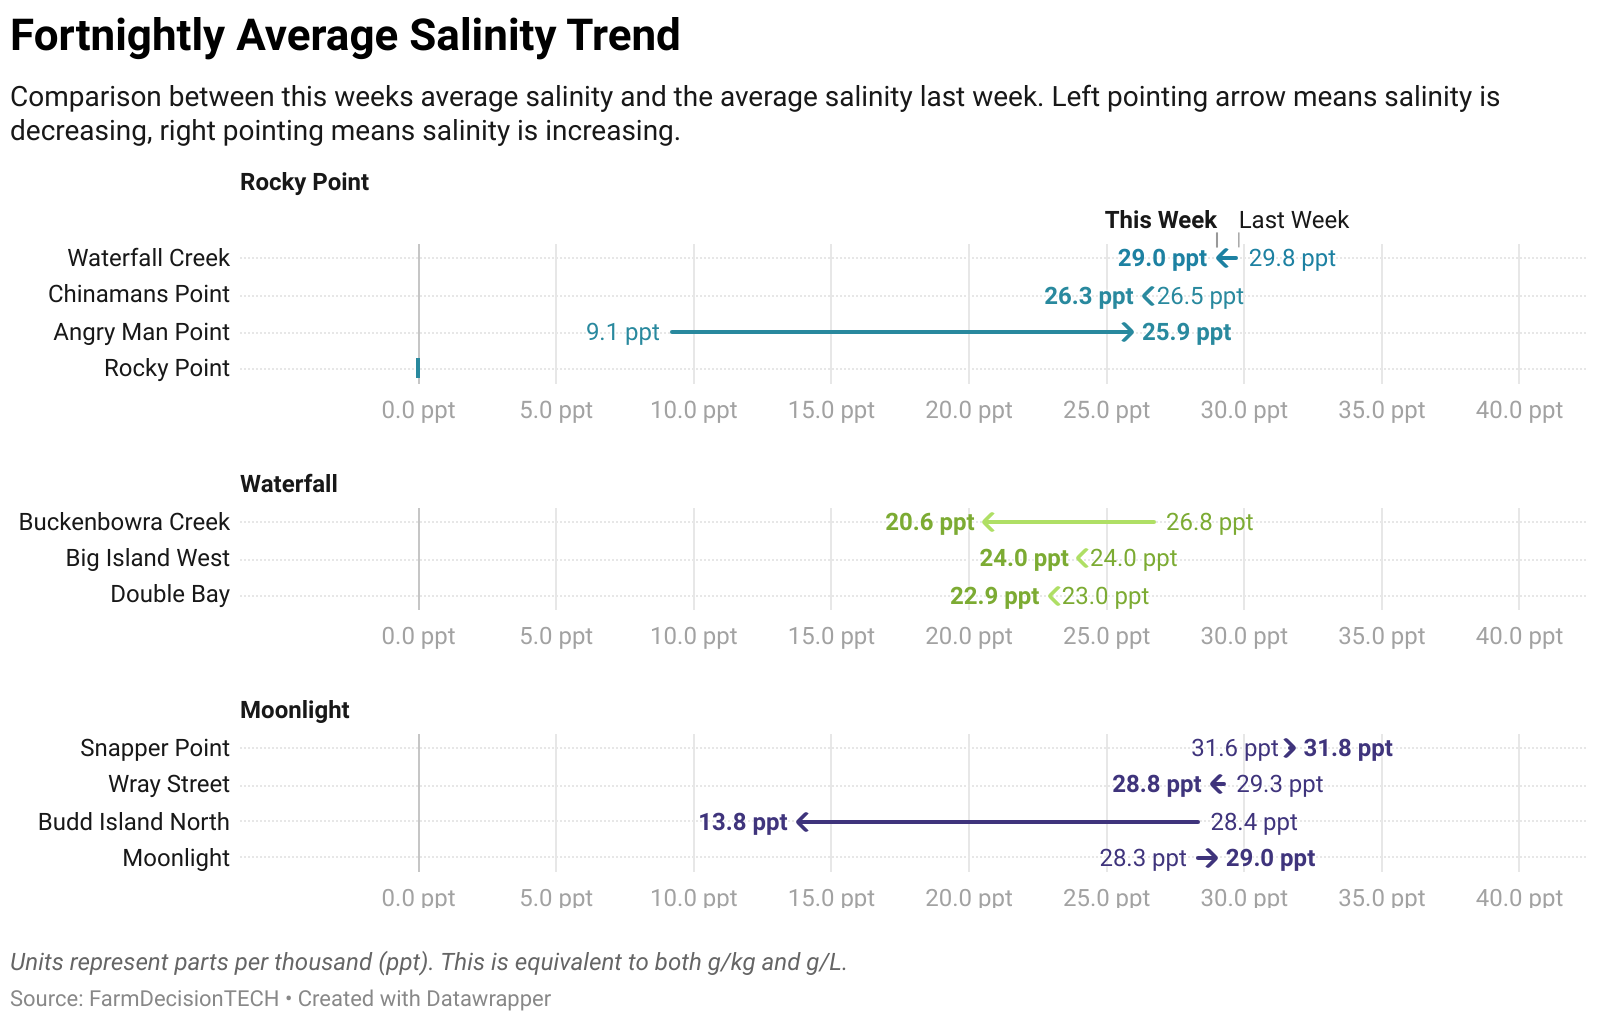 Fortnightly Average Salinity Trend
Comparison between this weeks average salinity and the average salinity last week. Left pointing arrow means salinity is
decreasing, right pointing means salinity is increasing.
Rocky Point
This Week Last Week
Waterfall Creek 29.0 ppt 29.8 ppt
Chinamans Point 26.3 ppt 26.5 ppt
Angry Man Point 9.1 ppt 25.9 ppt
Rocky Point
0.0 ppt 5.0 ppt 10.0 ppt 15.0 ppt 20.0 ppt 25.0 ppt 30.0 ppt 35.0 ppt 40.0 ppt
Waterfall
Buckenbowra Creek 20.6 ppt 26.8 ppt
Big Island West 24.0 ppt 24.0 ppt
Double Bay 22.9 ppt 23.0 ppt
0.0 ppt 5.0 ppt 10.0 ppt 15.0 ppt 20.0 ppt 25.0 ppt 30.0 ppt 35.0 ppt 40.0 ppt
Moonlight
Snapper Point 31.6 ppt 31.8 ppt
Wray Street 28.8 ppt 29.3 ppt
Budd Island North 13.8 ppt 28.4 ppt
Moonlight 28.3 ppt 29.0 ppt
0.0 ppt 5.0 ppt 10.0 ppt 15.0 ppt 20.0 ppt 25.0 ppt 30.0 ppt 35.0 ppt 40.0 ppt
Units represent parts per thousand (ppt). This is equivalent to both g/kg and g/L.
Source: FarmDecisionTECH • Created with Datawrapper